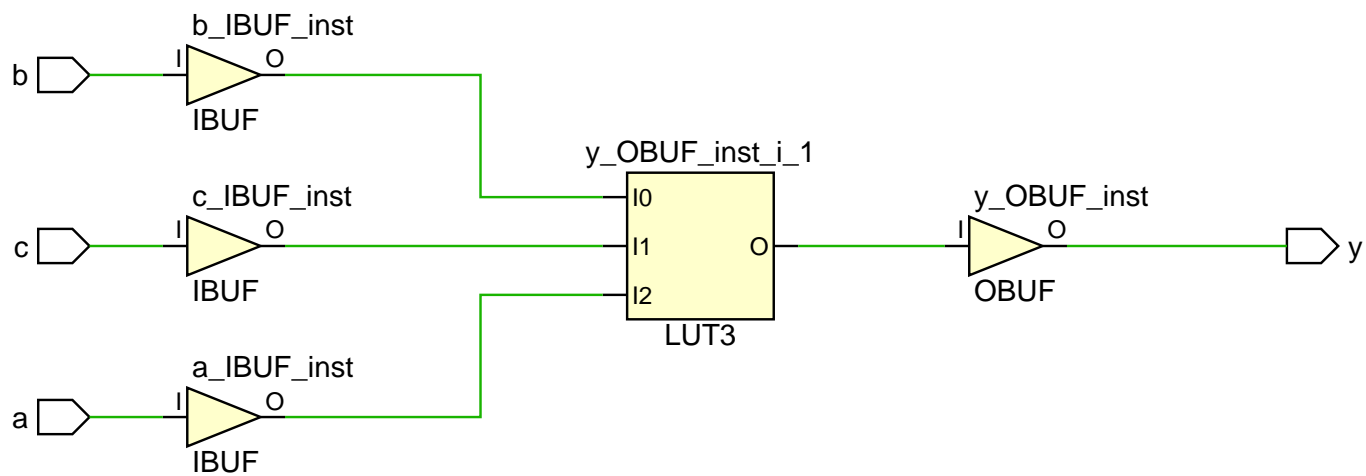 b_IBUF_inst
b
I
O
IBUF
c_IBUF_inst
c
I
O
IBUF
a_IBUF_inst
a
I
O
IBUF
y_OBUF_inst_i_1
I0
I1
I2
O
LUT3
y_OBUF_inst
I
O
OBUF
y